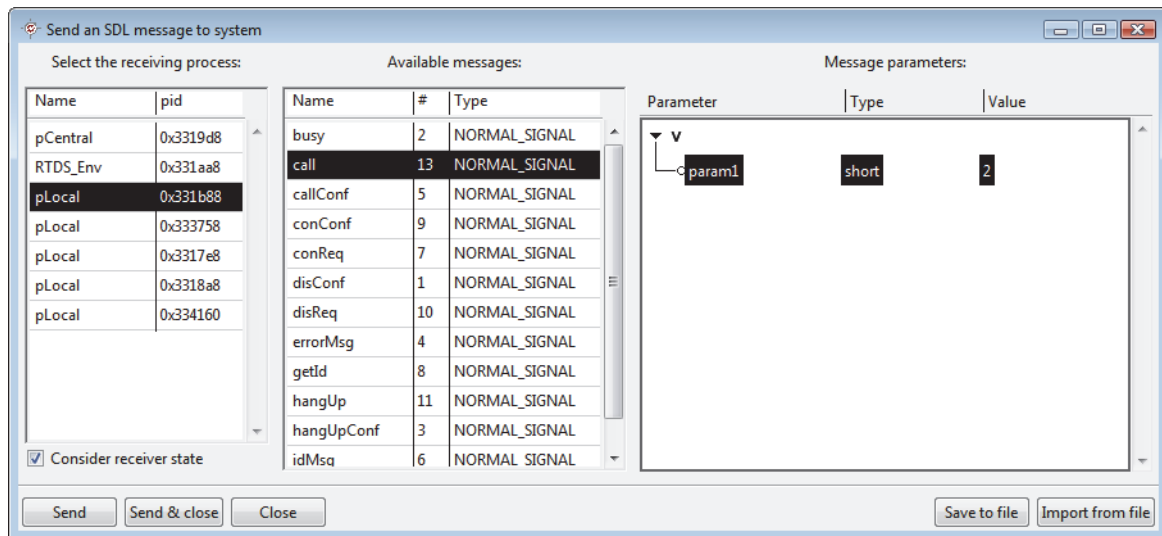 Send an SDL message to system
Select the receiving process:
Available messages:
Message parameters:
Name pid
pCentral 0x3319d8
RTDS_Env 0x331aa8
pLocal 0x331b88
pLocal 0x333758
pLocal 0x3317e8
pLocal 0x3318a8
pLocal 0x334160
Consider receiver state
Name # Type
busy 2 NORMAL_SIGNAL
call 13 NORMAL_SIGNAL
callConf 5 NORMAL_SIGNAL
conConf 9 NORMAL_SIGNAL
conReq 7 NORMAL_SIGNAL
disConf 1 NORMAL_SIGNAL
disReq 10 NORMAL_SIGNAL
errorMsg 4 NORMAL_SIGNAL
getId 8 NORMAL_SIGNAL
hangUp 11 NORMAL_SIGNAL
hangUpConf 3 NORMAL_SIGNAL
idMsg 6 NORMAL_SIGNAL
Parameter Type Value
V
param1 short 2
Send Send & close Close Save to file Import from file